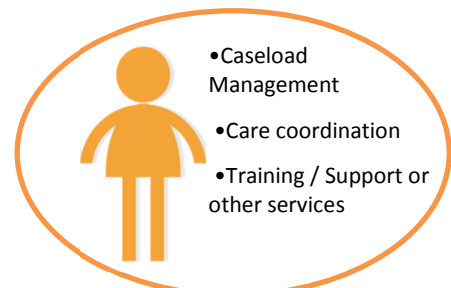 •Caseload
Management
•Care coordination
•Training / Support or
other services